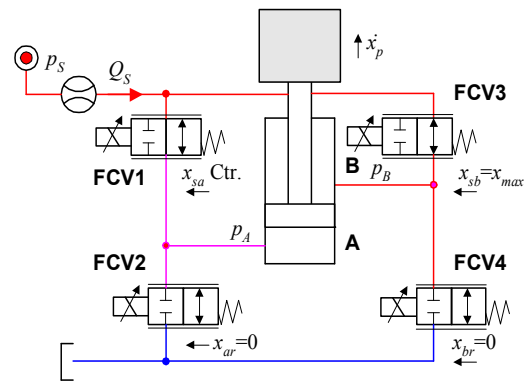 p_S
Q_S
ẋ_p
FCV3
FCV1
x_sa Ctr.
B
p_B
x_sb=x_max
p_A
A
FCV2
FCV4
x_ar=0
x_br=0